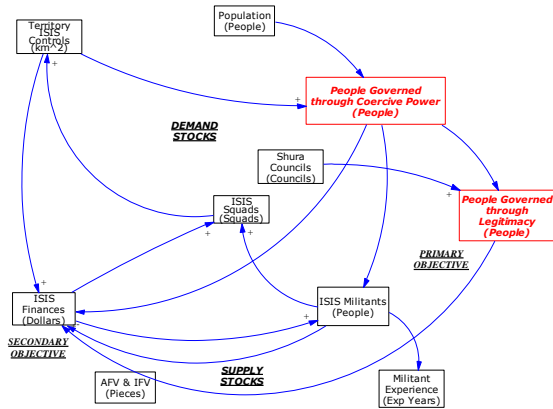 Population
(People)
Territory
ISIS
Controls
(km^2)
+
+
People Governed
through Coercive Power
(People)
DEMAND
STOCKS
Shura
Councils
(Councils)
+
People Governed
through
Legitimacy
(People)
ISIS
Squads
(Squads)
+
+
PRIMARY
OBJECTIVE
+
ISIS
Finances
(Dollars)
+
ISIS Militants
(People)
SECONDARY
OBJECTIVE
SUPPLY
STOCKS
AFV & IFV
(Pieces)
Militant
Experience
(Exp Years)